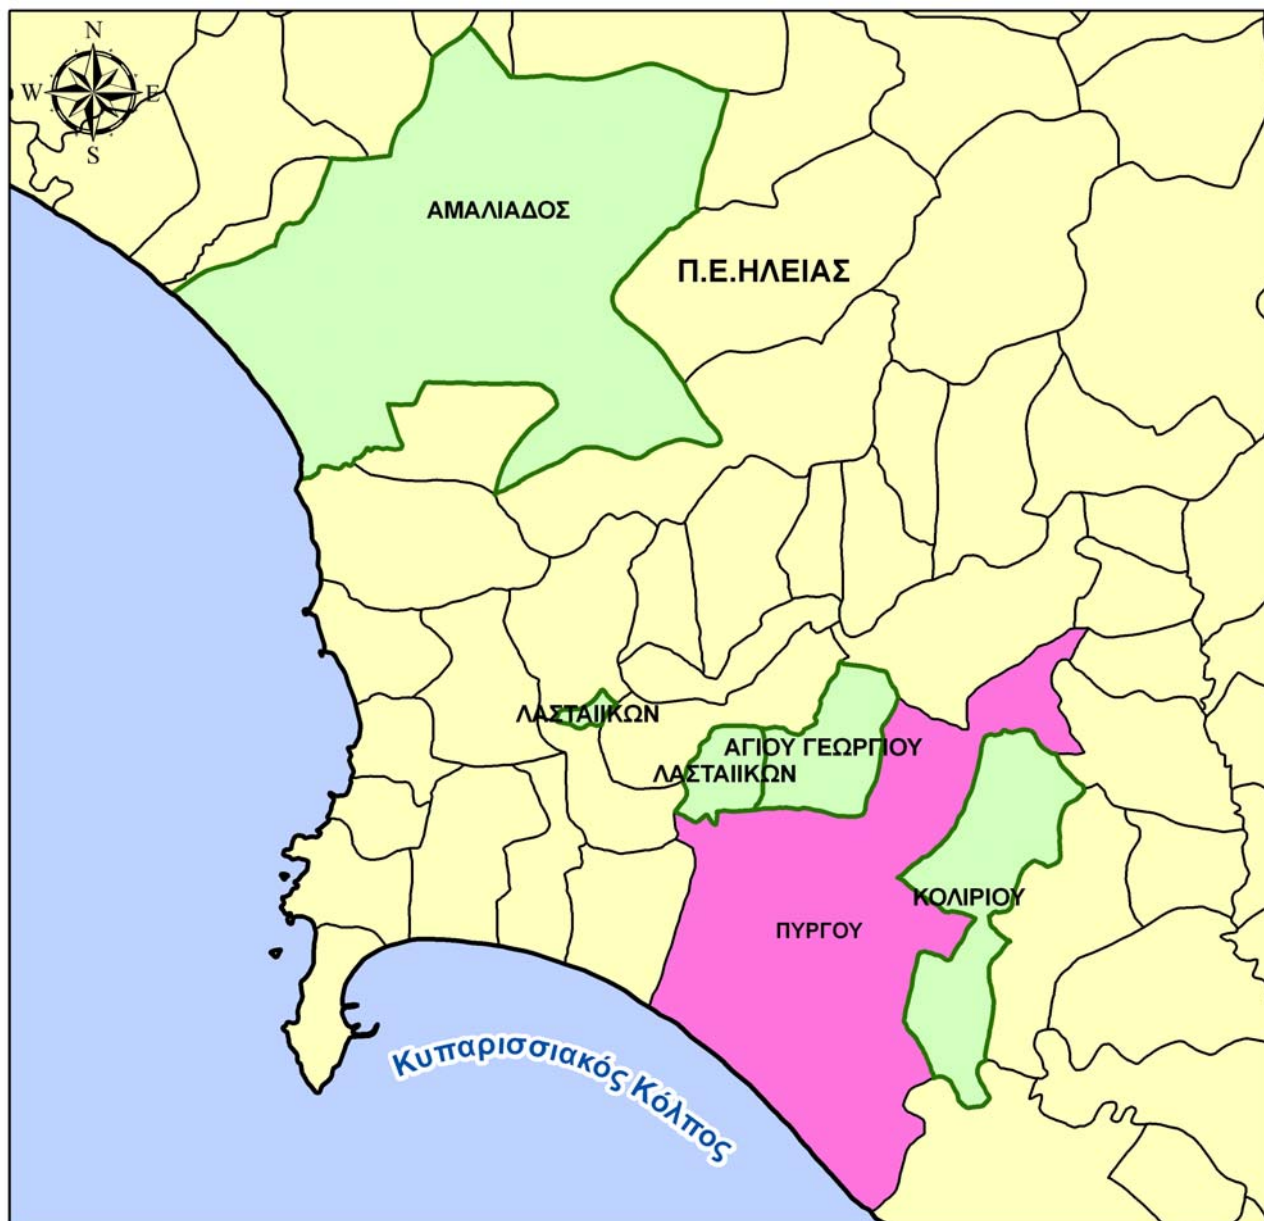 N
W E
S
ΑΜΑΛΙΑΔΟΣ
Π.Ε.ΗΛΕΙΑΣ
ΛΑΣΤΑΙΙΚΩΝ
ΑΓΙΟΥ ΓΕΩΡΓΙΟΥ
ΛΑΣΤΑΙΙΚΩΝ
ΚΟΛΙΡΙΟΥ
ΠΥΡΓΟΥ
Κυπαρισσιακός Κόλπος